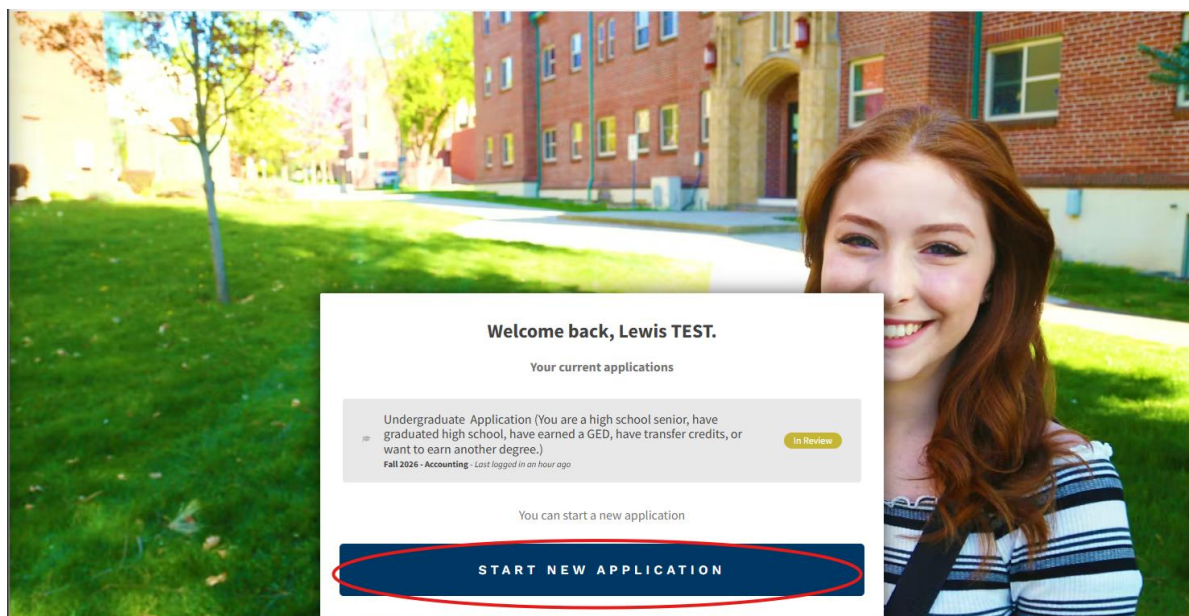 Welcome back, Lewis TEST.
Your current applications
Undergraduate Application (You are a high school senior, have
graduated high school, have earned a GED, have transfer credits, or
want to earn another degree.)
Fall 2026 - Accounting - Last logged in an hour ago
In Review
You can start a new application
START NEW APPLICATION